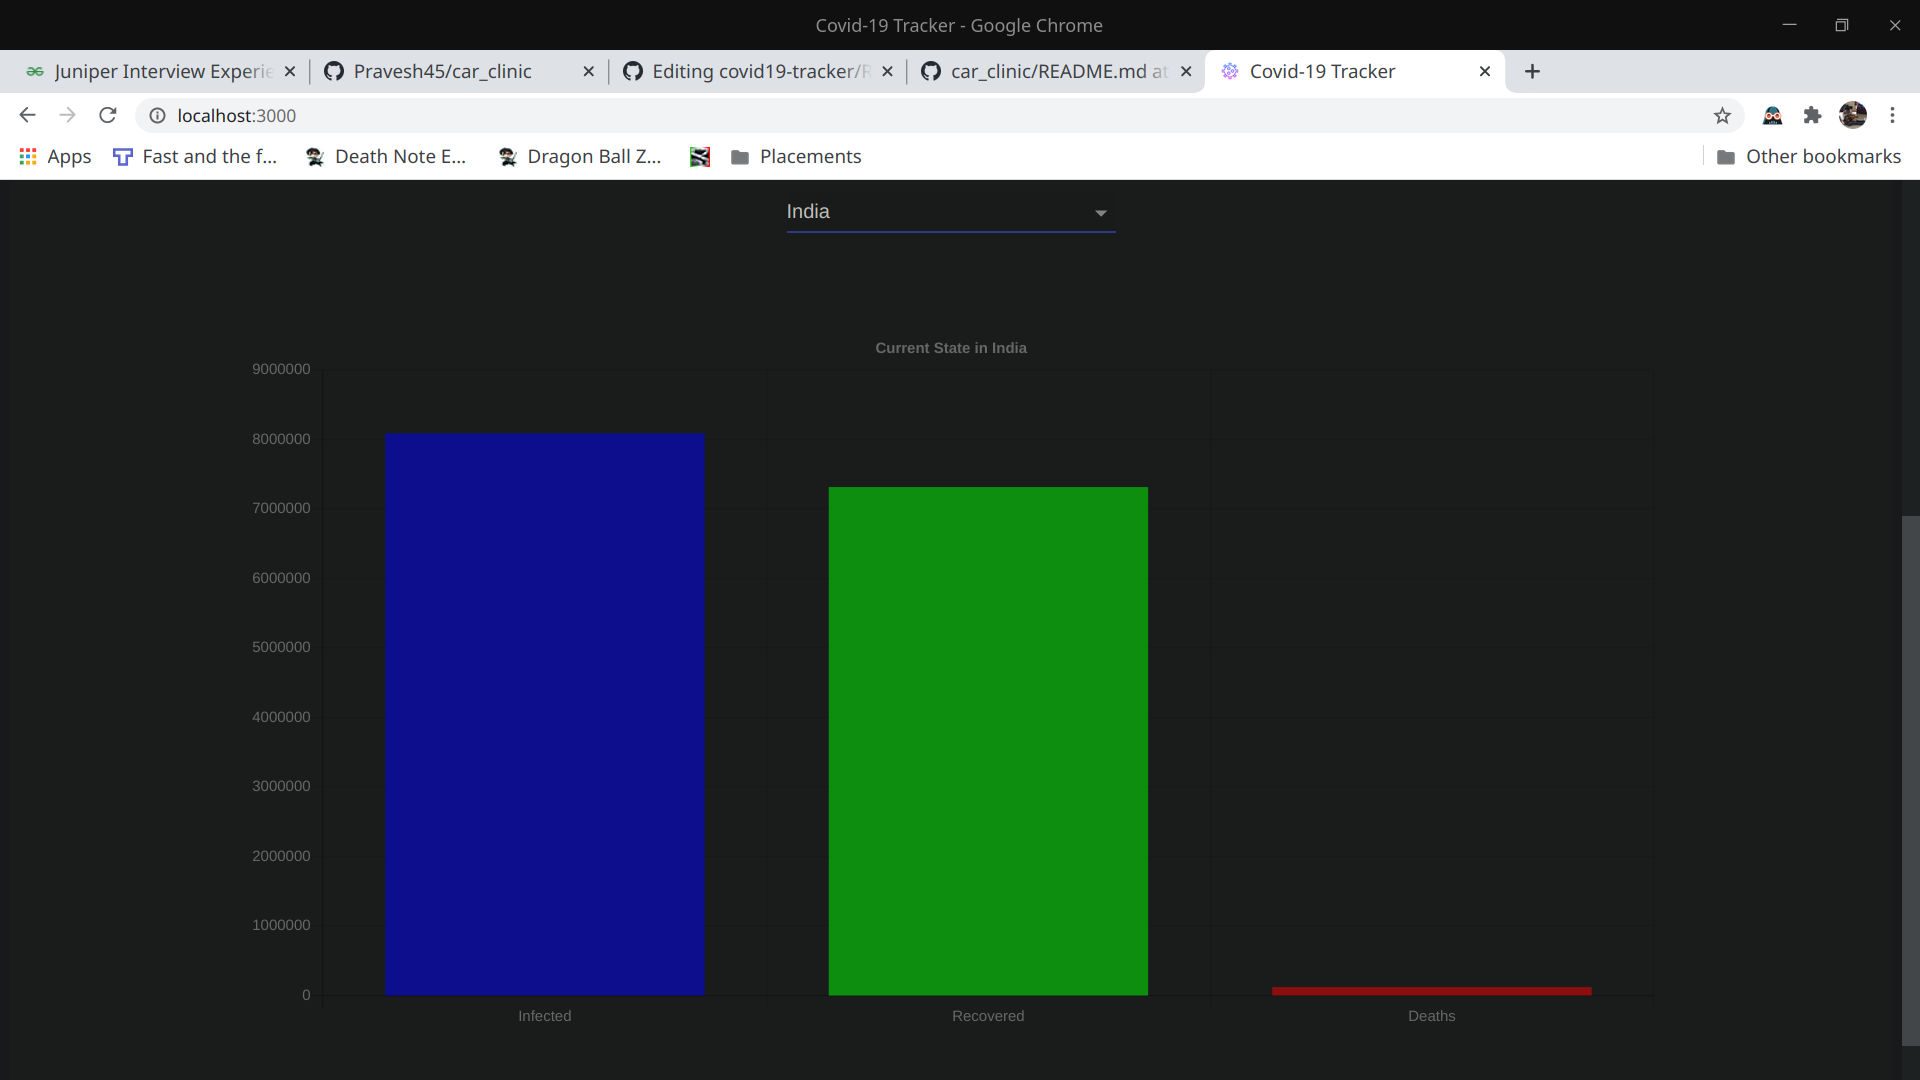 Covid-19 Tracker - Google Chrome
Juniper Interview Experie
Pravesh45/car_clinic
Editing covid19-tracker/R
car_clinic/README.md at
Covid-19 Tracker
localhost:3000
Apps
Fast and the f...
Death Note E...
Dragon Ball Z...
Placements
Other bookmarks
India
Current State in India
9000000
8000000
7000000
6000000
5000000
4000000
3000000
2000000
1000000
0
Infected
Recovered
Deaths